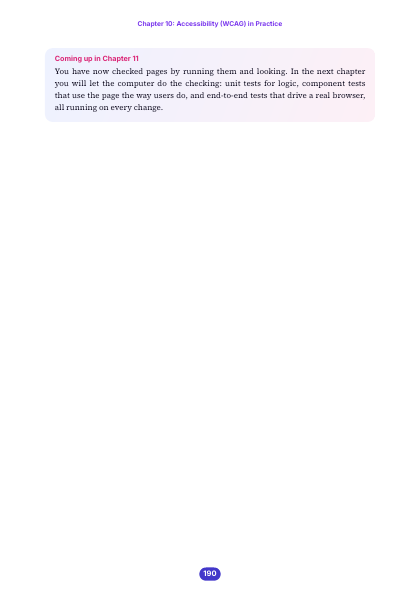 Chapter 10: Accessibility (WCAG) in Practice
Coming up in Chapter 11
You have now checked pages by running them and looking. In the next chapter
you will let the computer do the checking: unit tests for logic, component tests
that use the page the way users do, and end-to-end tests that drive a real browser,
all running on every change.
190